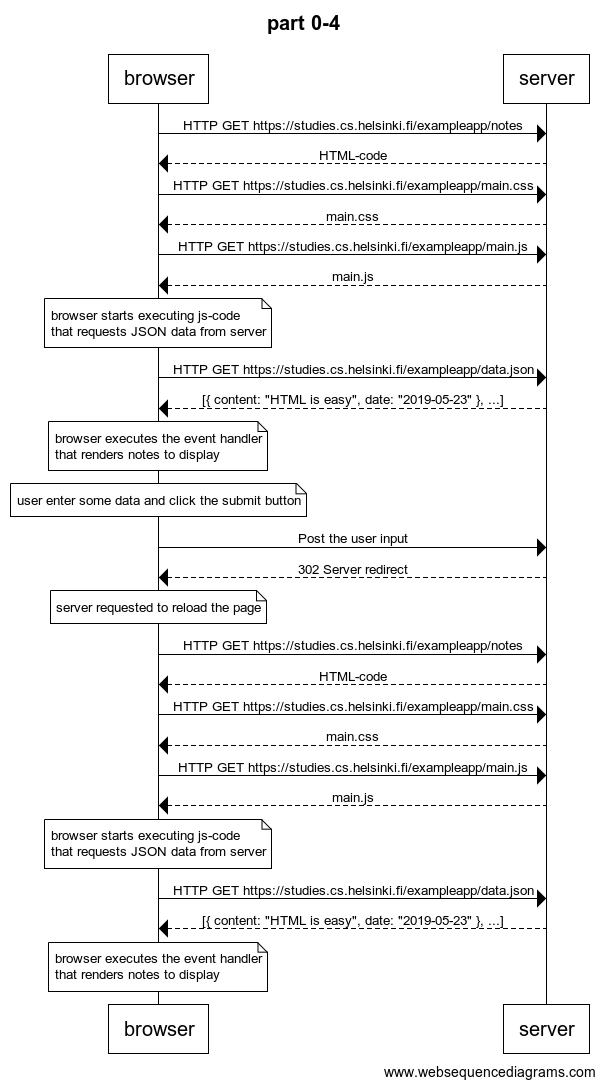 part 0-4
browser
server
HTTP GET https://studies.cs.helsinki.fi/exampleapp/notes
HTML-code
HTTP GET https://studies.cs.helsinki.fi/exampleapp/main.css
main.css
HTTP GET https://studies.cs.helsinki.fi/exampleapp/main.js
main.js
browser starts executing js-code
that requests JSON data from server
HTTP GET https://studies.cs.helsinki.fi/exampleapp/data.json
[{ content: "HTML is easy", date: "2019-05-23" }, ...]
browser executes the event handler
that renders notes to display
user enter some data and click the submit button
Post the user input
302 Server redirect
server requested to reload the page
HTTP GET https://studies.cs.helsinki.fi/exampleapp/notes
HTML-code
HTTP GET https://studies.cs.helsinki.fi/exampleapp/main.css
main.css
HTTP GET https://studies.cs.helsinki.fi/exampleapp/main.js
main.js
browser starts executing js-code
that requests JSON data from server
HTTP GET https://studies.cs.helsinki.fi/exampleapp/data.json
[{ content: "HTML is easy", date: "2019-05-23" }, ...]
browser executes the event handler
that renders notes to display
browser
server
www.websequencediagrams.com